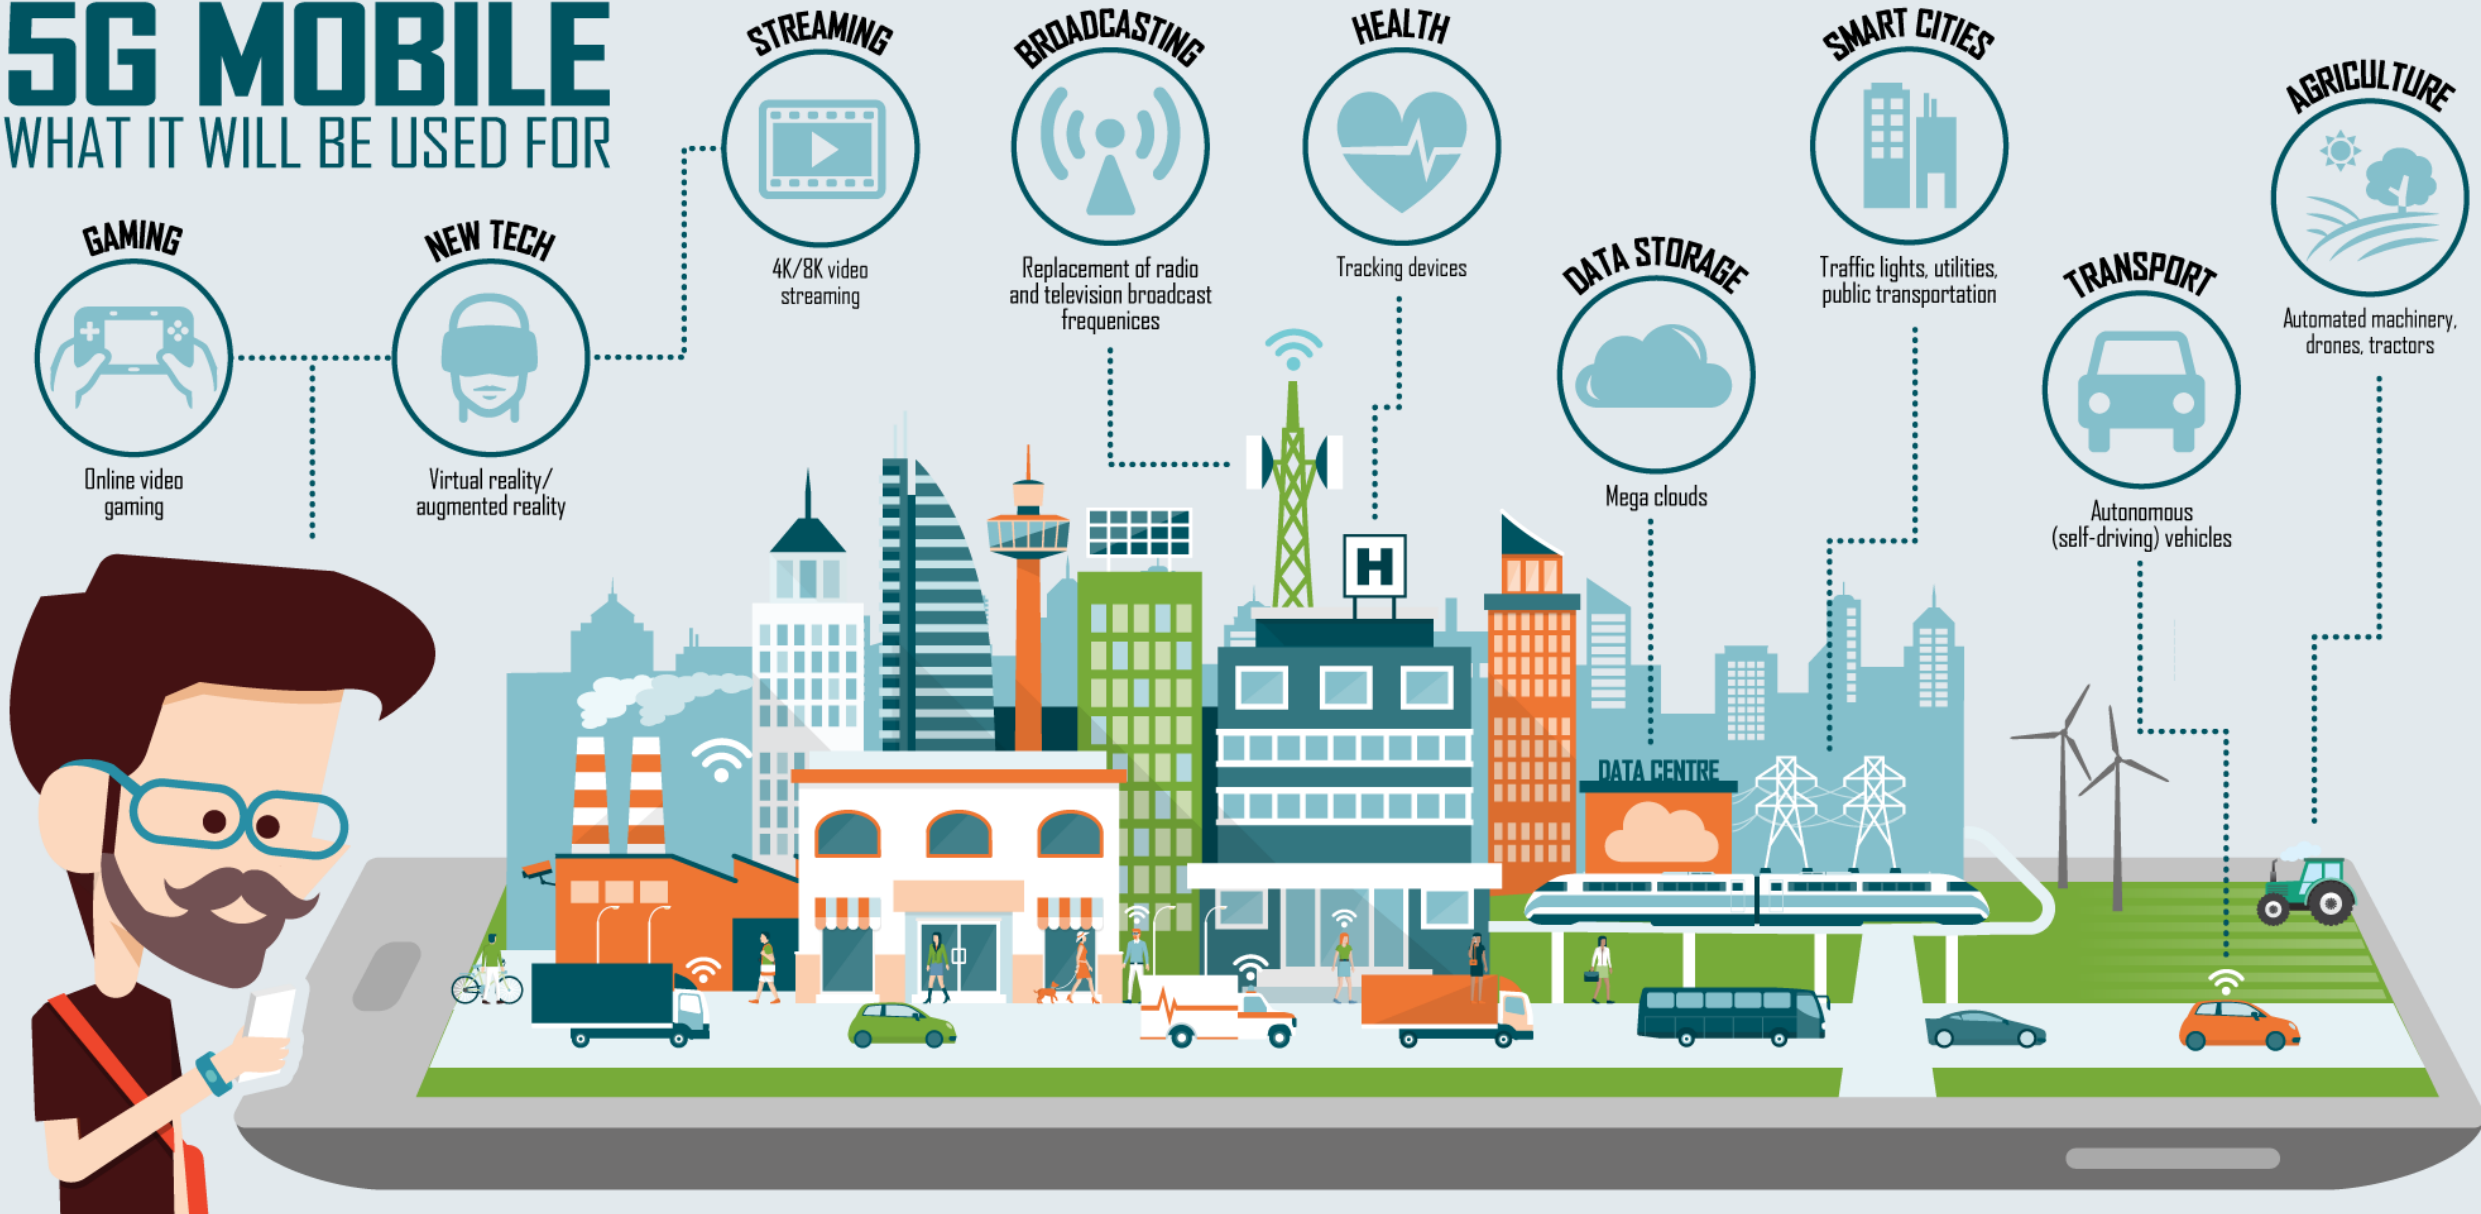 5G MOBILE
WHAT IT WILL BE USED FOR
GAMING
Online video
gaming
NEW TECH
Virtual reality/
augmented reality
STREAMING
4K/8K video
streaming
BROADCASTING
Replacement of radio
and television broadcast
frequenices
HEALTH
Tracking devices
DATA STORAGE
Mega clouds
SMART CITIES
Traffic lights, utilities,
public transportation
TRANSPORT
Autonomous
(self-driving) vehicles
AGRICULTURE
Automated machinery,
drones, tractors
H
DATA CENTRE